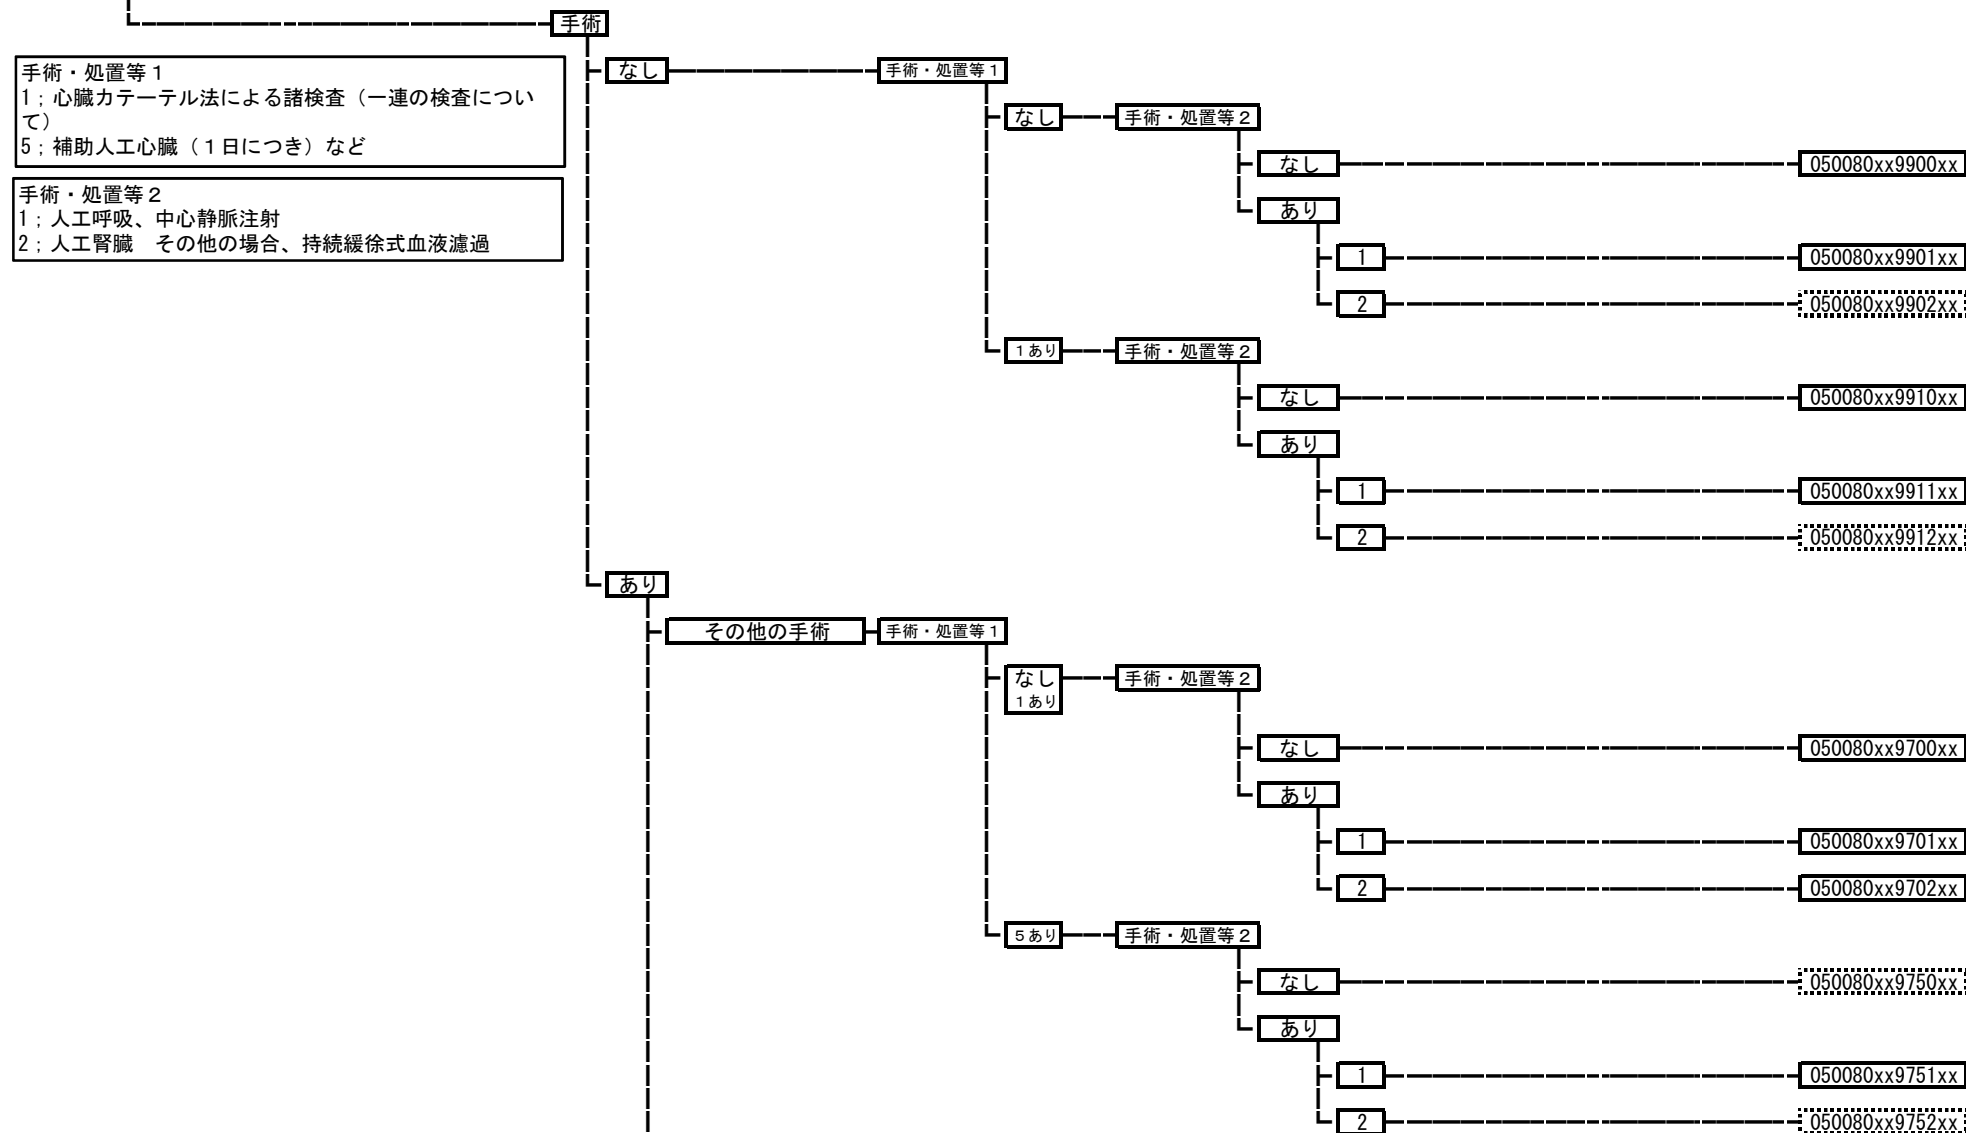 手術
手術・処置等１
1；心臓カテーテル法による諸検査（一連の検査につい
て）
5；補助人工心臓（１日につき）など
手術・処置等２
1；人工呼吸、中心静脈注射
2；人工腎臓　その他の場合、持続緩徐式血液濾過
なし
手術・処置等１
なし
手術・処置等２
なし
050080xx9900xx
あり
1
050080xx9901xx
2
050080xx9902xx
１あり
手術・処置等２
なし
050080xx9910xx
あり
1
050080xx9911xx
2
050080xx9912xx
あり
その他の手術
手術・処置等１
なし
１あり
手術・処置等２
なし
050080xx9700xx
あり
1
050080xx9701xx
2
050080xx9702xx
５あり
手術・処置等２
なし
050080xx9750xx
あり
1
050080xx9751xx
2
050080xx9752xx